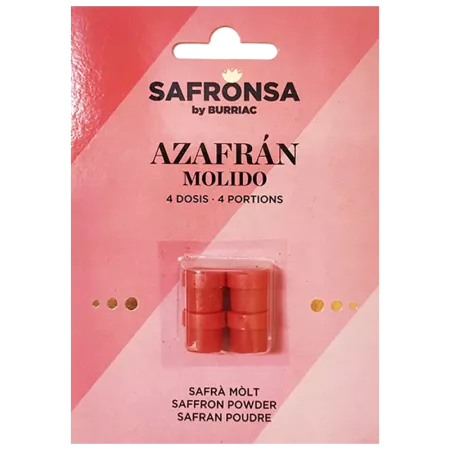 SAFRONSA
by BURRIAC
AZAFRÁN
MOLIDO
4 DOSIS · 4 PORTIONS
SAFRÀ MÒLT
SAFFRON POWDER
SAFRAN POUDRE